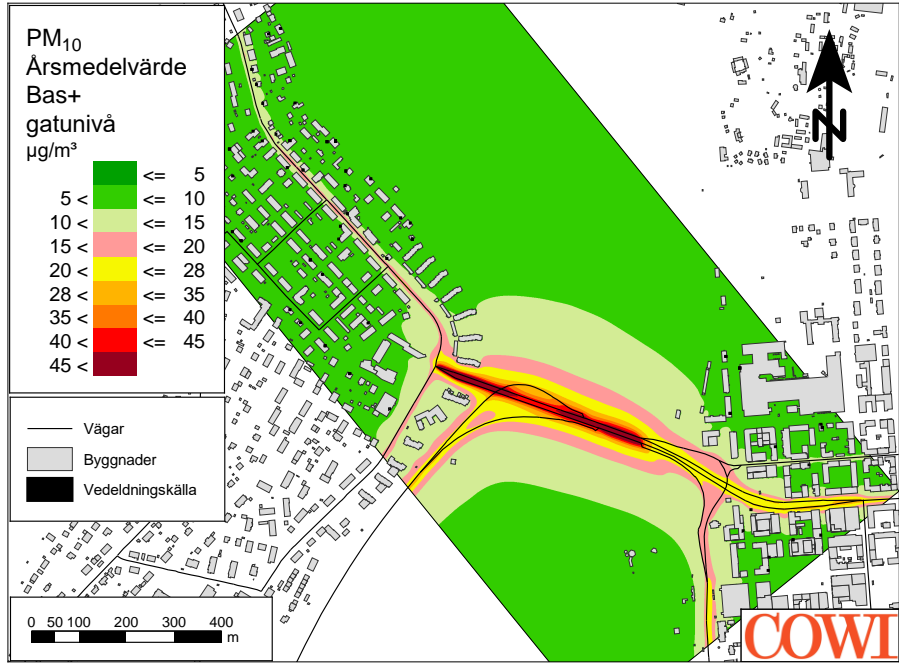 PM₁₀
Årsmedelvärde
Bas+
gatunivå
µg/m³
<= 5
5 < <= 10
10 < <= 15
15 < <= 20
20 < <= 28
28 < <= 35
35 < <= 40
40 < <= 45
45 <
Vägar
Byggnader
Vedeldningskälla
0 50 100 200 300 400
m
N
COWI